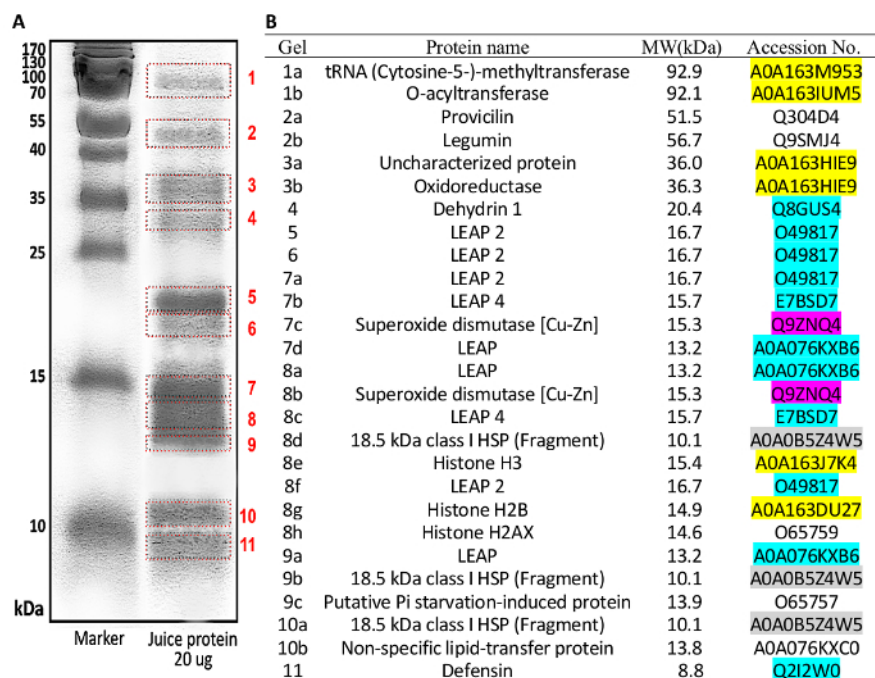 A
170
130
100
70
55
40
35
25
15
10
kDa
1
2
3
4
5
6
7
8
9
10
11
Marker
Juice protein
20 ug
B
Gel Protein name MW(kDa) Accession No.
1a tRNA (Cytosine-5-)-methyltransferase 92.9 A0A163M953
1b O-acyltransferase 92.1 A0A163IUM5
2a Provicilin 51.5 Q304D4
2b Legumin 56.7 Q9SMJ4
3a Uncharacterized protein 36.0 A0A163HIE9
3b Oxidoreductase 36.3 A0A163HIE9
4 Dehydrin 1 20.4 Q8GUS4
5 LEAP 2 16.7 O49817
6 LEAP 2 16.7 O49817
7a LEAP 2 16.7 O49817
7b LEAP 4 15.7 E7BSD7
7c Superoxide dismutase [Cu-Zn] 15.3 Q9ZNQ4
7d LEAP 13.2 A0A076KXB6
8a LEAP 13.2 A0A076KXB6
8b Superoxide dismutase [Cu-Zn] 15.3 Q9ZNQ4
8c LEAP 4 15.7 E7BSD7
8d 18.5 kDa class I HSP (Fragment) 10.1 A0A0B5Z4W5
8e Histone H3 15.4 A0A163J7K4
8f LEAP 2 16.7 O49817
8g Histone H2B 14.9 A0A163DU27
8h Histone H2AX 14.6 O65759
9a LEAP 13.2 A0A076KXB6
9b 18.5 kDa class I HSP (Fragment) 10.1 A0A0B5Z4W5
9c Putative Pi starvation-induced protein 13.9 O65757
10a 18.5 kDa class I HSP (Fragment) 10.1 A0A0B5Z4W5
10b Non-specific lipid-transfer protein 13.8 A0A076KXC0
11 Defensin 8.8 Q2I2W0